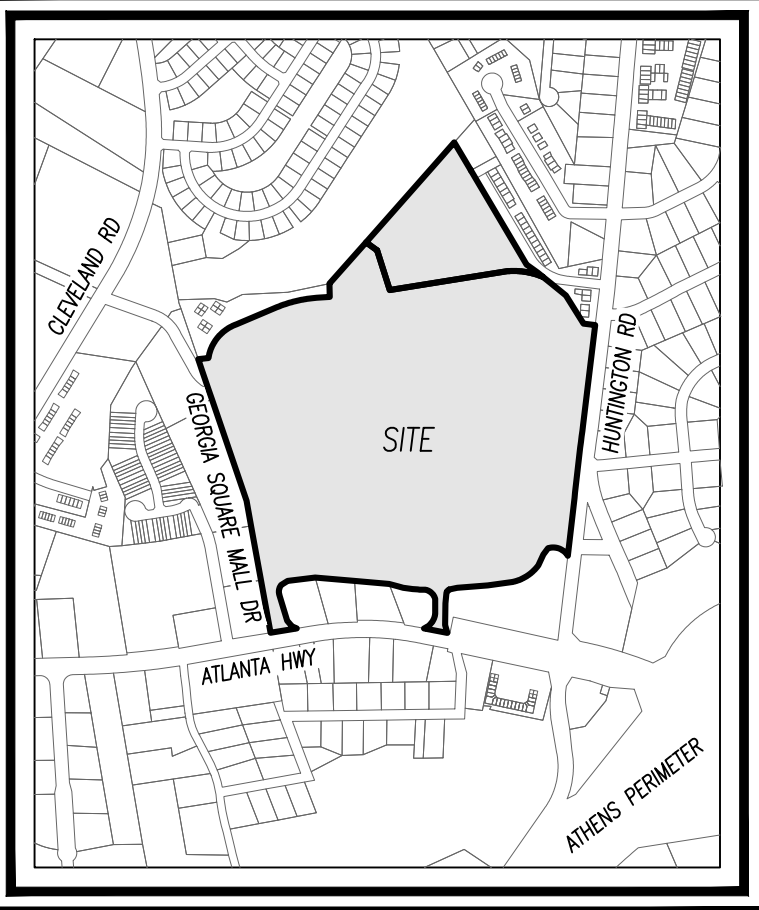 CLEVELAND RD
HUNTINGTON RD
SITE
GEORGIA SQUARE MALL DR
ATLANTA HWY
ATHENS PERIMETER